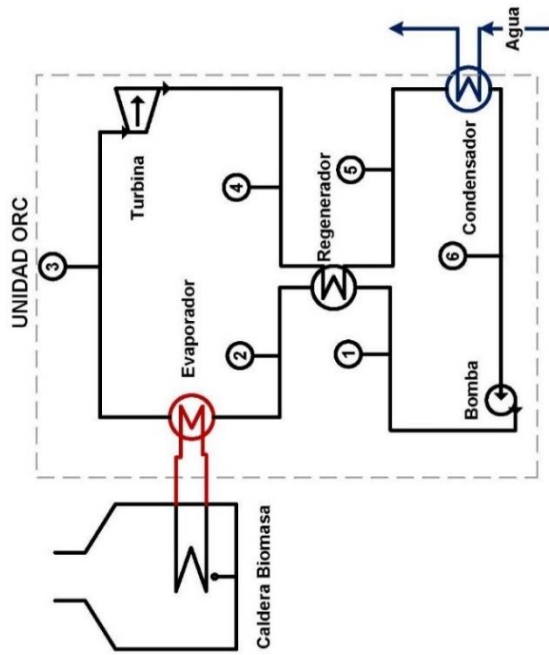 UNIDAD ORC
3
Turbina
Evaporador
4
2
Regenerador
5
1
Agua
Condensador
6
Bomba
Caldera Biomasa